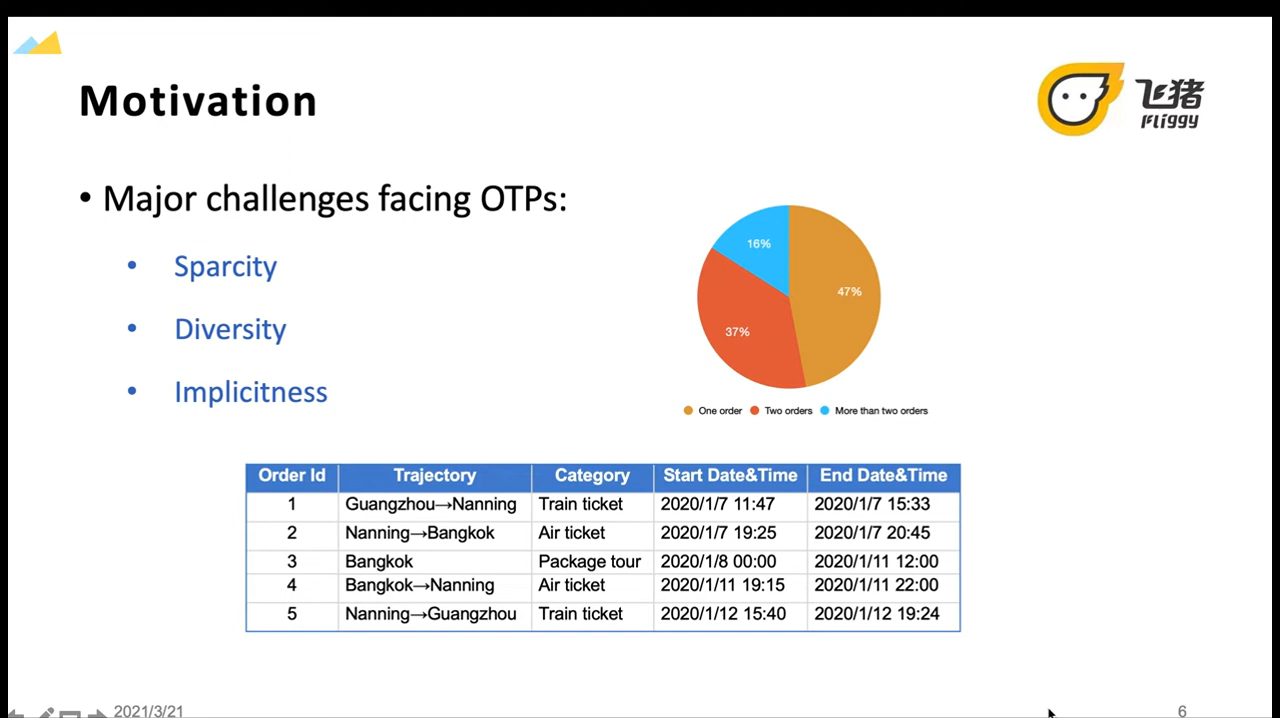 Motivation
飞猪
Fliggy
• Major challenges facing OTPs:
• Sparcity
• Diversity
• Implicitness
16%
47%
37%
One order Two orders More than two orders
Order Id Trajectory Category Start Date&Time End Date&Time
1 Guangzhou→Nanning Train ticket 2020/1/7 11:47 2020/1/7 15:33
2 Nanning→Bangkok Air ticket 2020/1/7 19:25 2020/1/7 20:45
3 Bangkok Package tour 2020/1/8 00:00 2020/1/11 12:00
4 Bangkok→Nanning Air ticket 2020/1/11 19:15 2020/1/11 22:00
5 Nanning→Guangzhou Train ticket 2020/1/12 15:40 2020/1/12 19:24
2021/3/21
6